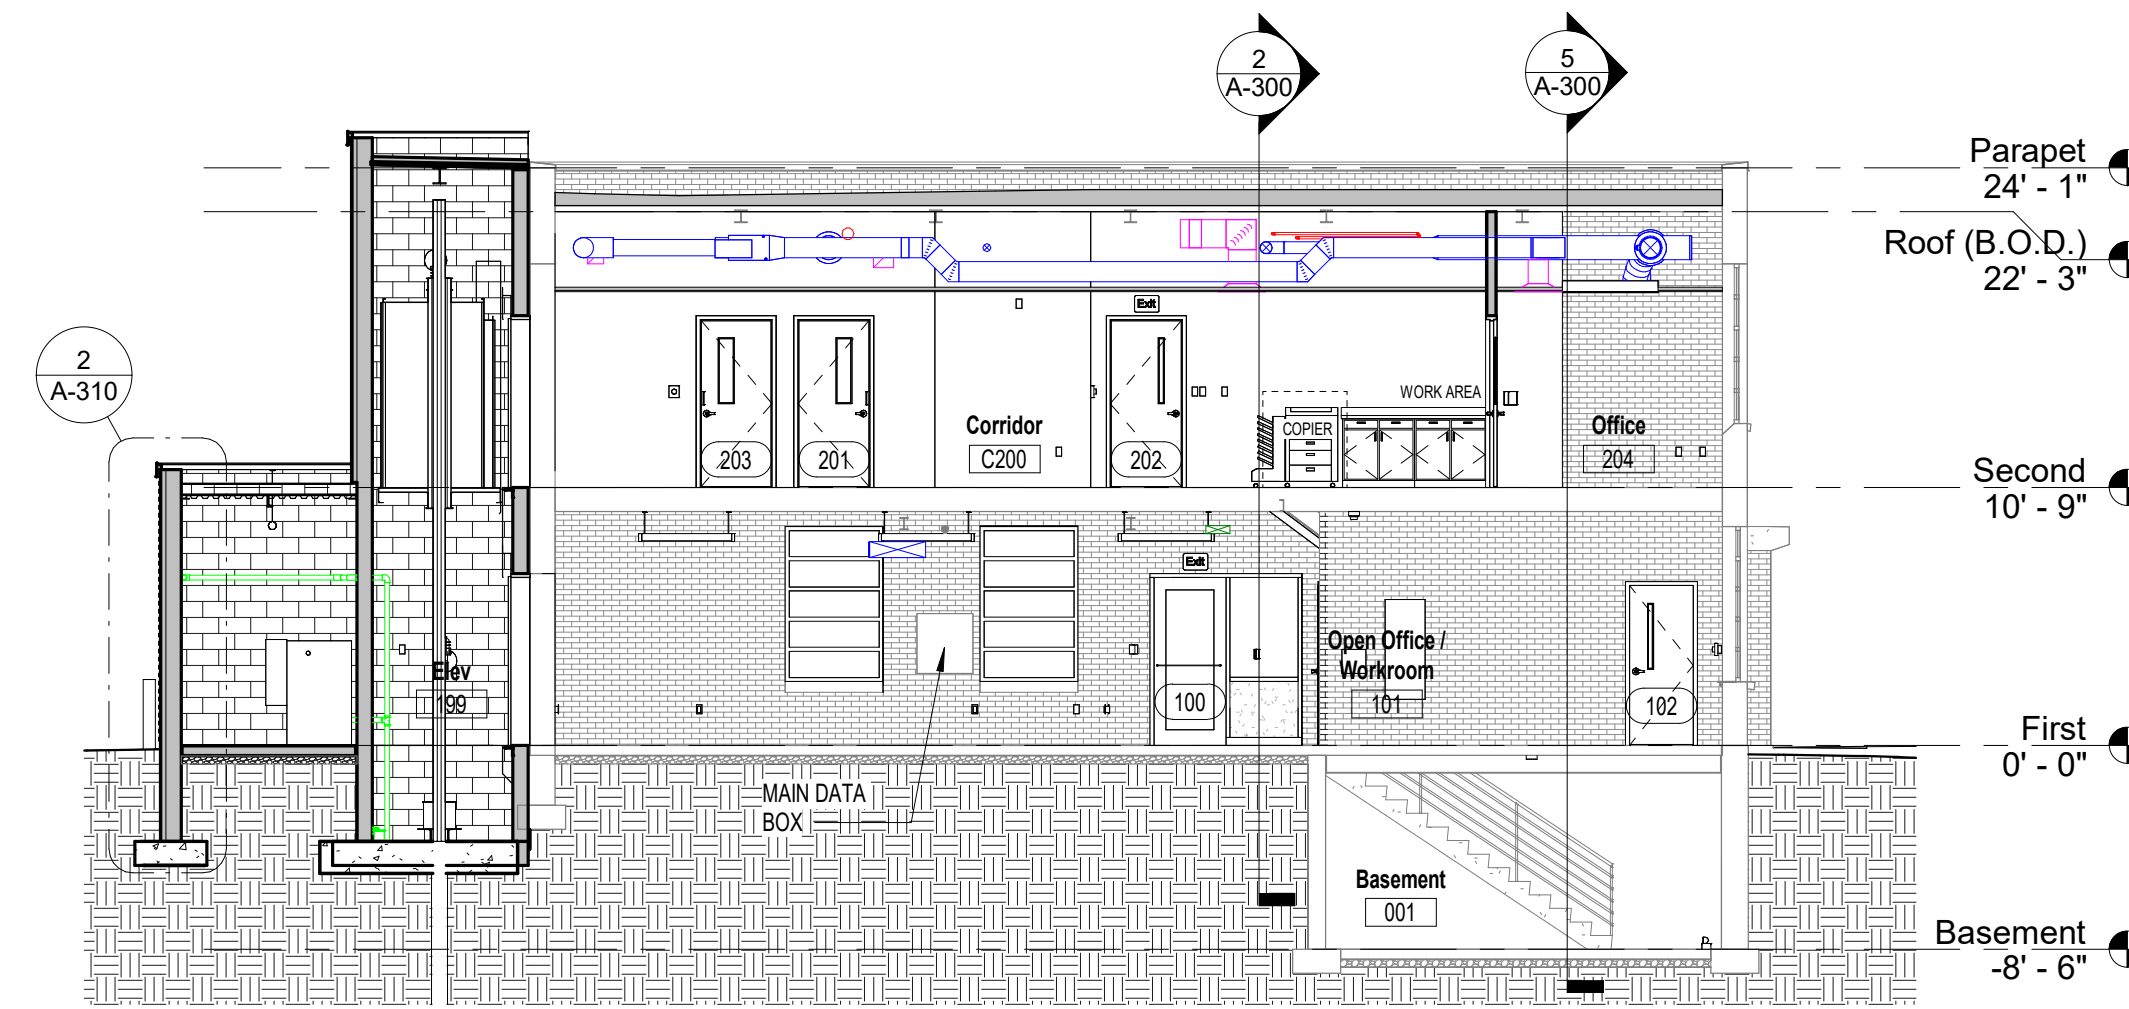 2
A-300
5
A-300
Parapet
24' - 1"
Roof (B.O.D.)
22' - 3"
Exit
2
A-310
WORK AREA
Corridor
C200
COPIER
Office
204
203
201
202
Second
10' - 9"
Exit
Open Office /
Workroom
101
Elev
199
100
102
First
0' - 0"
MAIN DATA
BOX
Basement
001
Basement
-8' - 6"